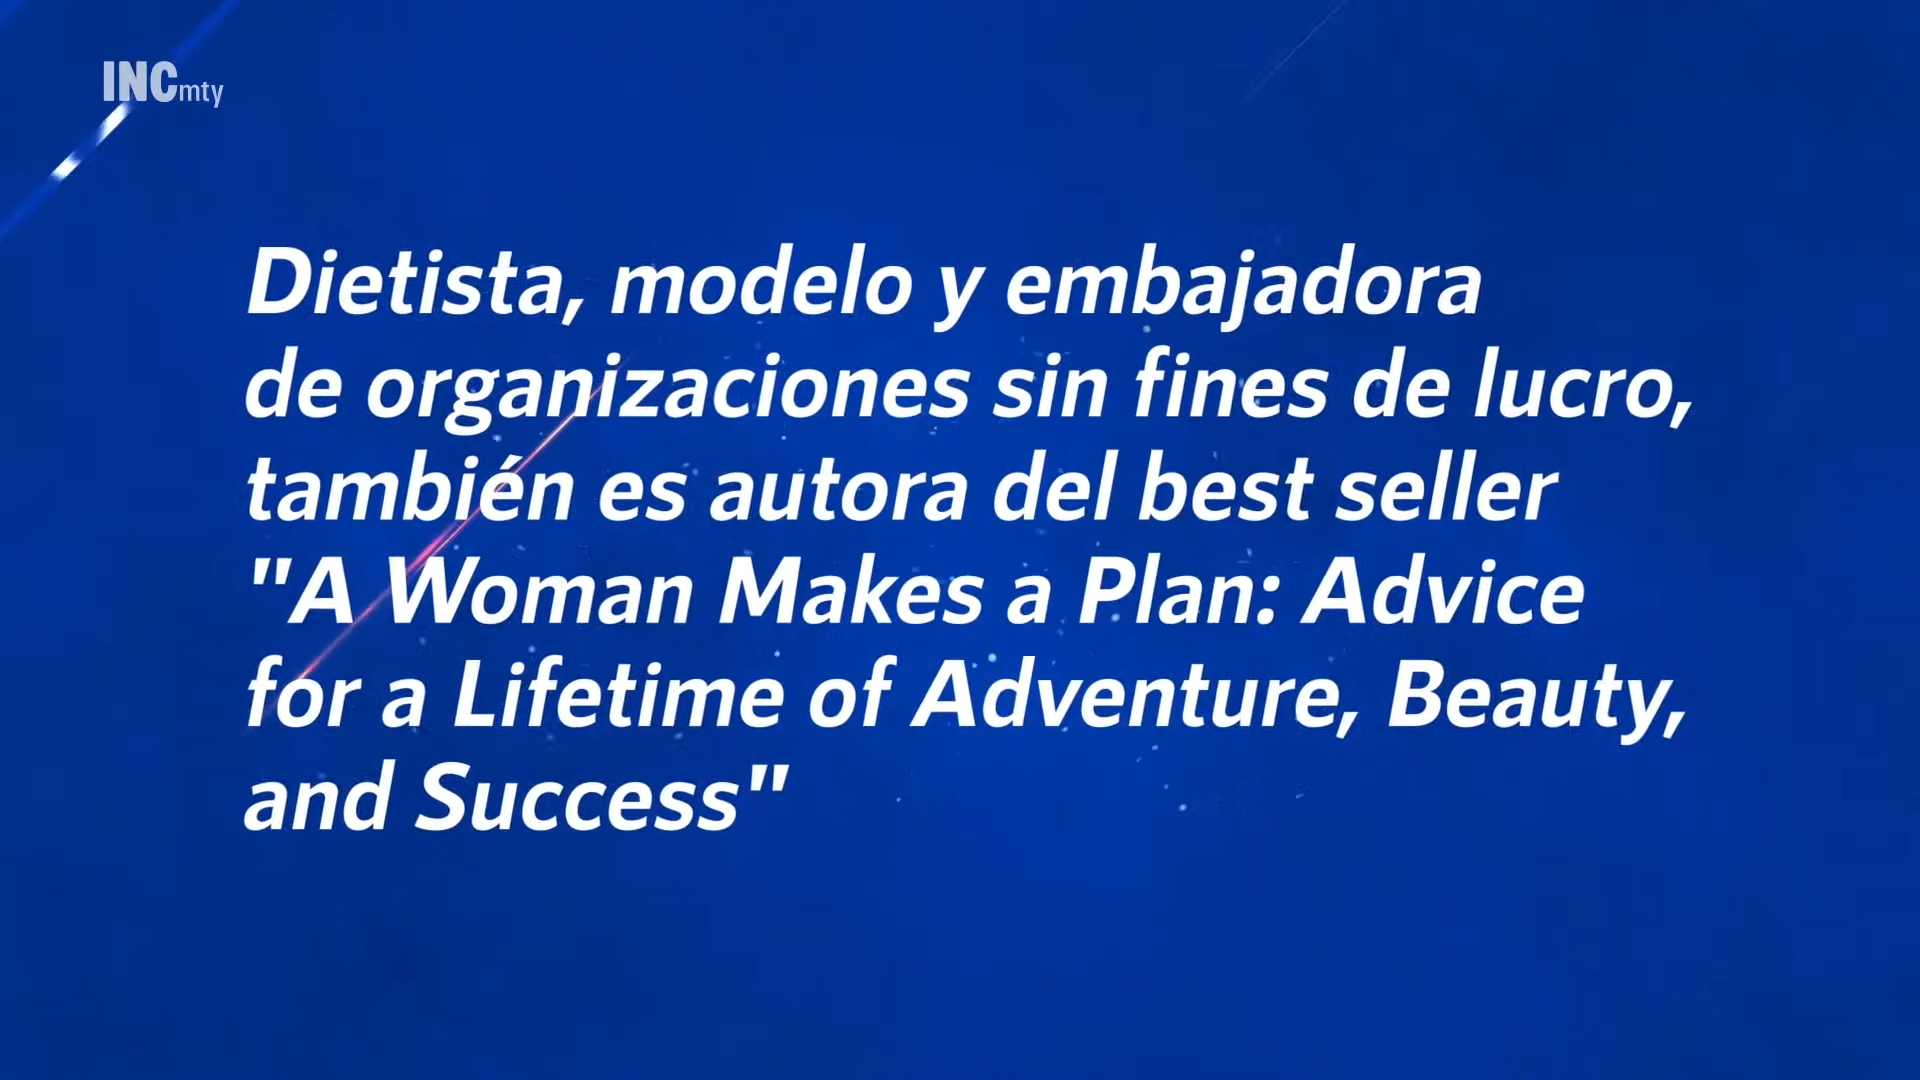 INCmty
Dietista, modelo y embajadora
de organizaciones sin fines de lucro,
también es autora del best seller
"A Woman Makes a Plan: Advice
for a Lifetime of Adventure, Beauty,
and Success"